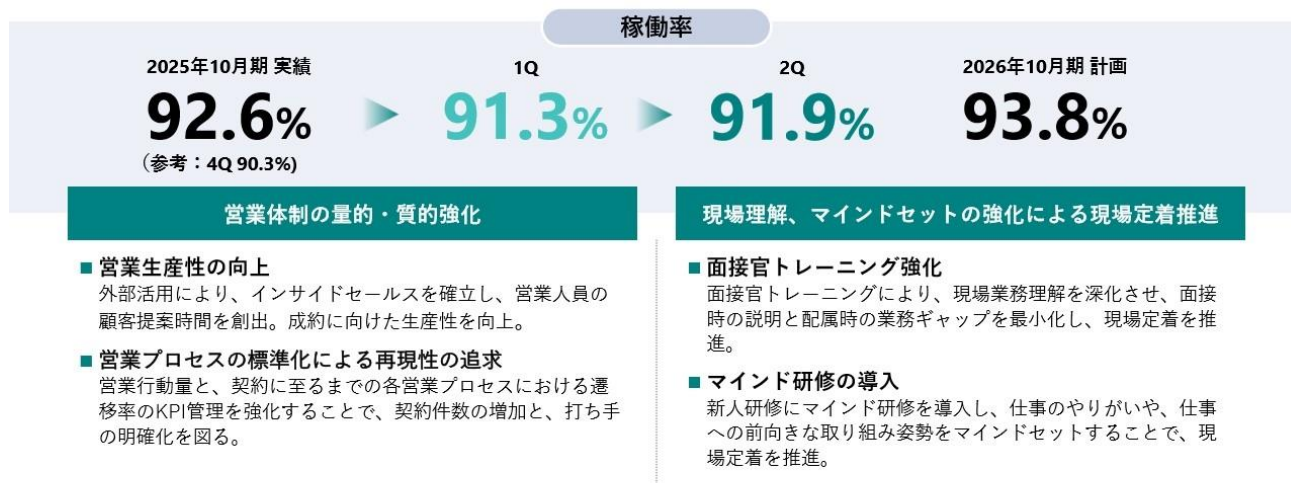 稼働率
2025年10月期 実績
92.6%
（参考：4Q 90.3%)
1Q
91.3%
2Q
91.9%
2026年10月期 計画
93.8%
営業体制の量的・質的強化
■ 営業生産性の向上
外部活用により、インサイドセールスを確立し、営業人員の
顧客提案時間を創出。成約に向けた生産性を向上。
■ 営業プロセスの標準化による再現性の追求
営業行動量と、契約に至るまでの各営業プロセスにおける遷
移率のKPI管理を強化することで、契約件数の増加と、打ち手
の明確化を図る。
現場理解、マインドセットの強化による現場定着推進
■ 面接官トレーニング強化
面接官トレーニングにより、現場業務理解を深化させ、面接
時の説明と配属時の業務ギャップを最小化し、現場定着を推
進。
■ マインド研修の導入
新人研修にマインド研修を導入し、仕事のやりがいや、仕事
への前向きな取り組み姿勢をマインドセットすることで、現
場定着を推進。